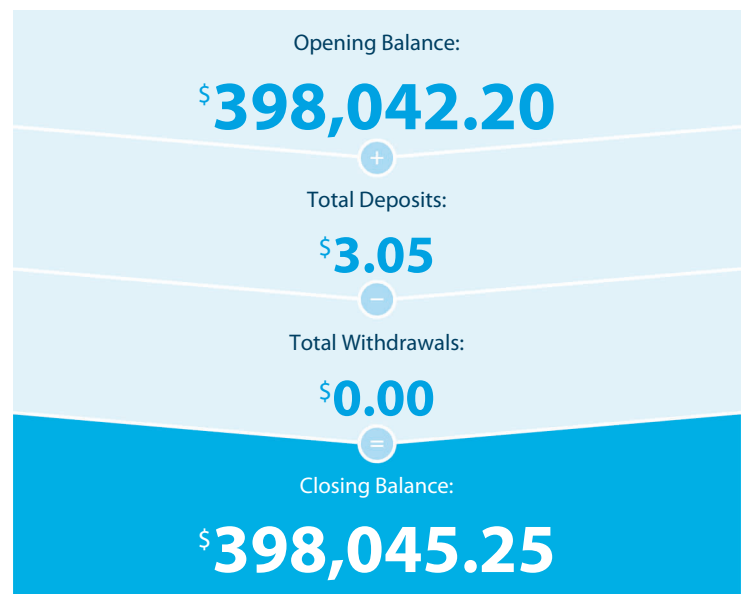 Opening Balance:
$398,042.20
+
Total Deposits:
$3.05
−
Total Withdrawals:
$0.00
=
Closing Balance:
$398,045.25